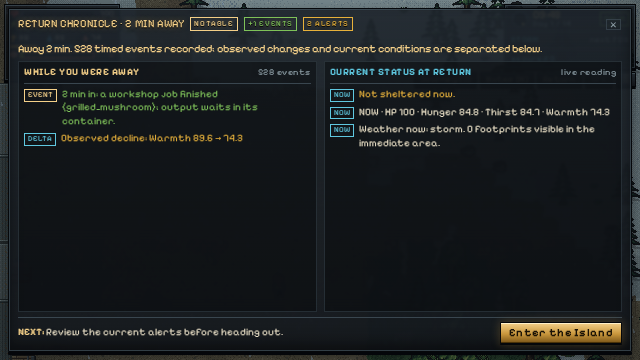 RETURN CHRONICLE · 2 MIN AWAY NOTABLE +1 EVENTS 2 ALERTS x
Away 2 min. 228 timed events recorded; observed changes and current conditions are separated below.
WHILE YOU WERE AWAY 228 events
EVENT 2 min in: a workshop job finished
(grilled_mushroom); output waits in its
container.
DELTA Observed decline: Warmth 89.6 → 74.3
CURRENT STATUS AT RETURN live reading
NOW Not sheltered now.
NOW NOW · HP 100 · Hunger 84.8 · Thirst 84.7 · Warmth 74.3
NOW Weather now: storm. 0 footprints visible in the
immediate area.
NEXT: Review the current alerts before heading out.
Enter the Island